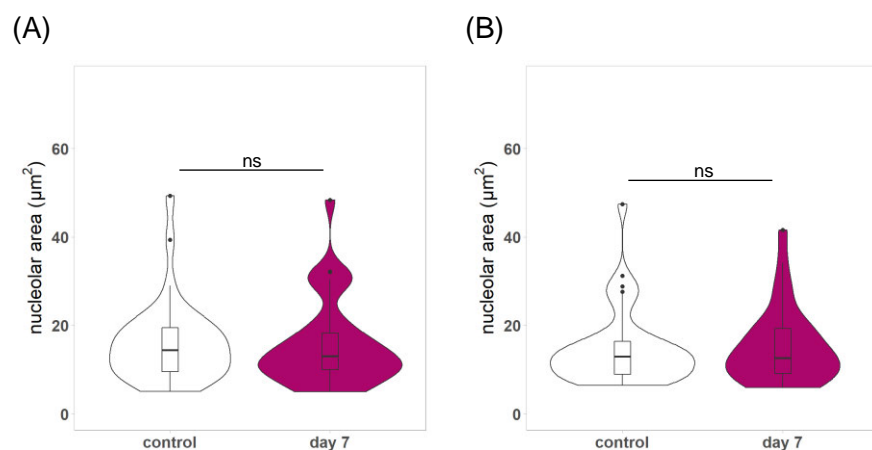 (A)
(B)
nucleolar area (µm²)
60
40
20
0
ns
control
day 7
nucleolar area (µm²)
60
40
20
0
ns
control
day 7